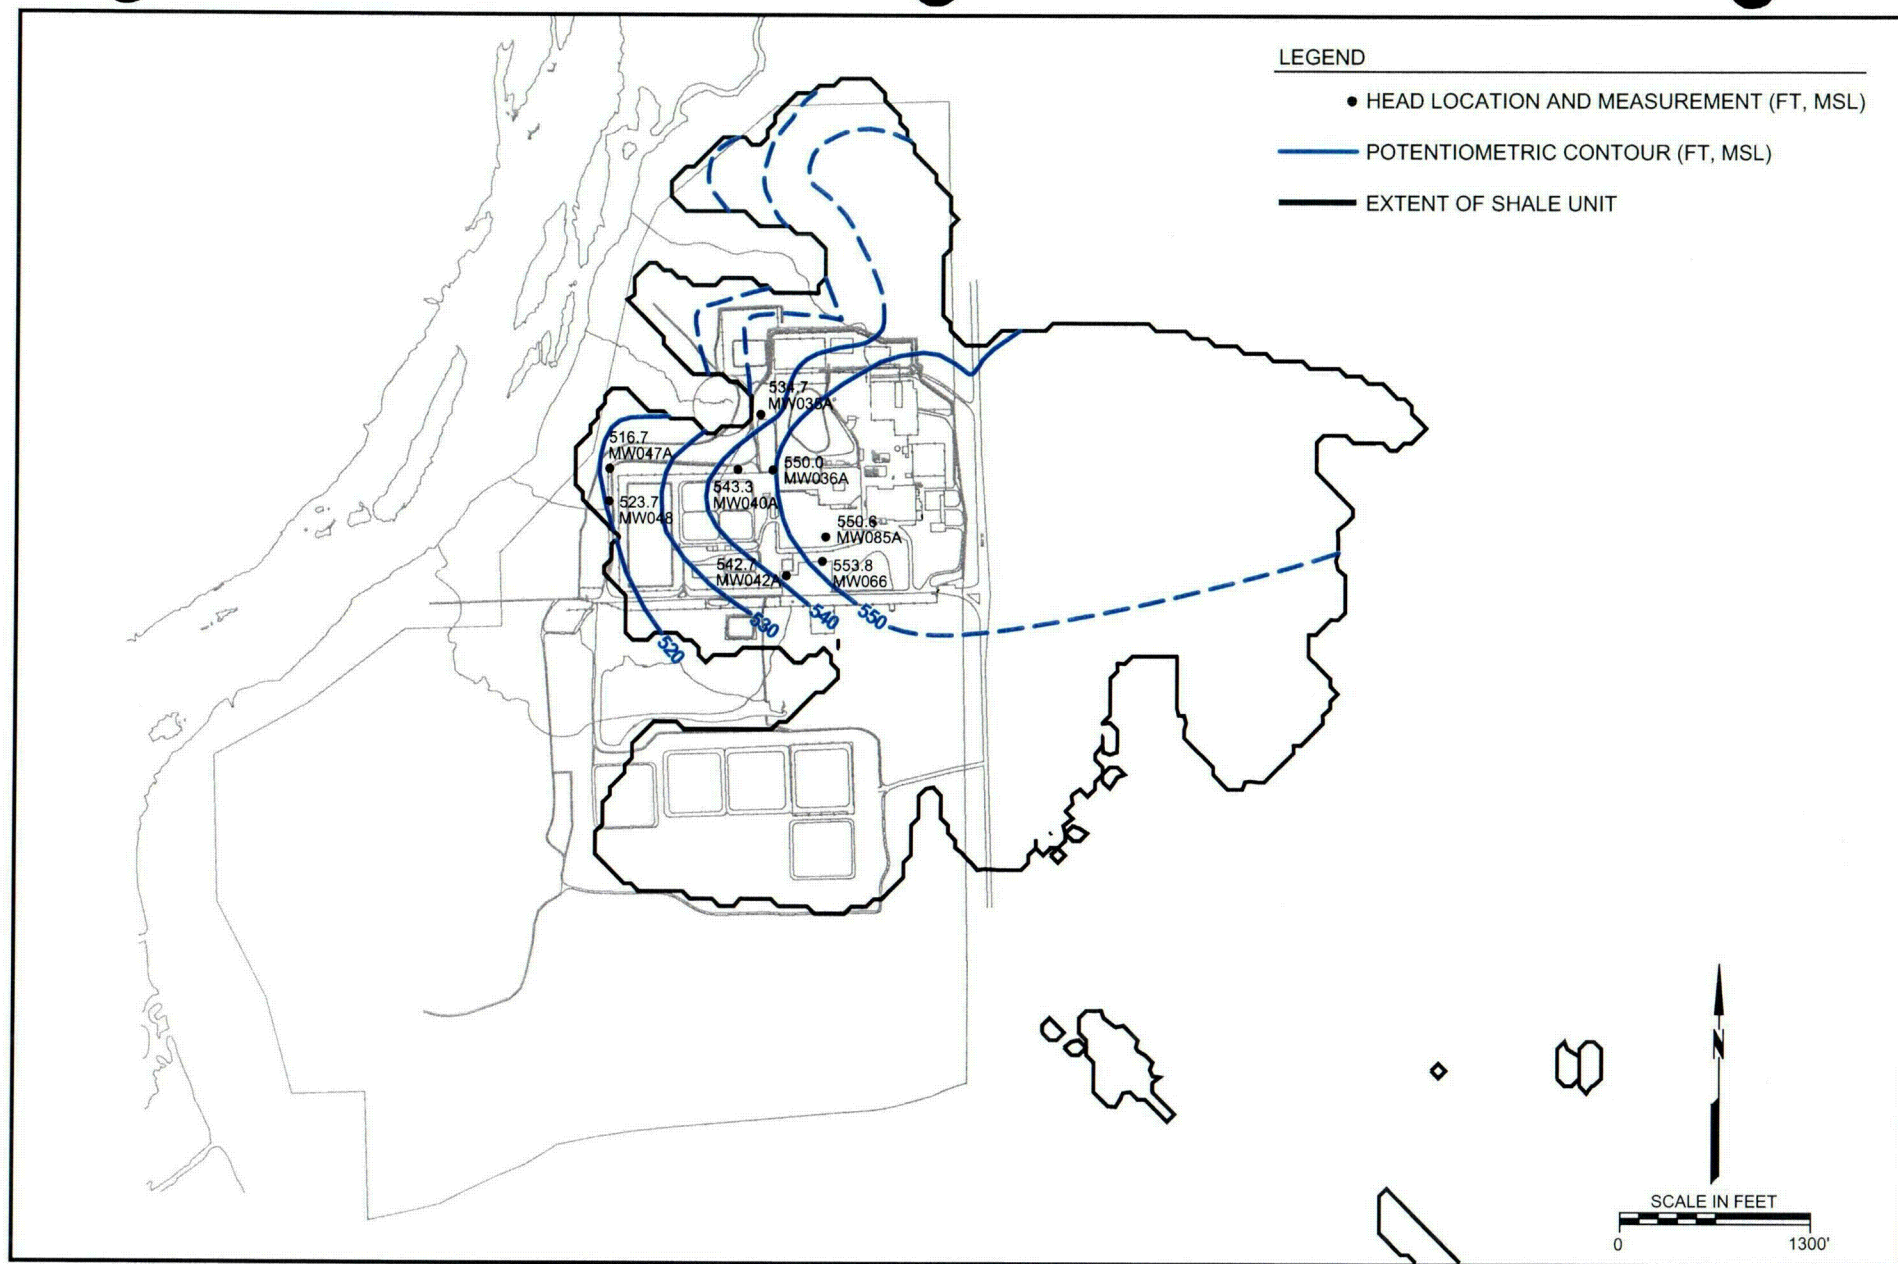 LEGEND
HEAD LOCATION AND MEASUREMENT (FT, MSL)
POTENTIOMETRIC CONTOUR (FT, MSL)
EXTENT OF SHALE UNIT
534.7
MW035A
516.7
MW047A
550.0
MW036A
543.3
MW040A
523.7
MW048
550.6
MW085A
542.7
MW042A
553.8
MW066
520
530
540
550
N
SCALE IN FEET
0 1300'